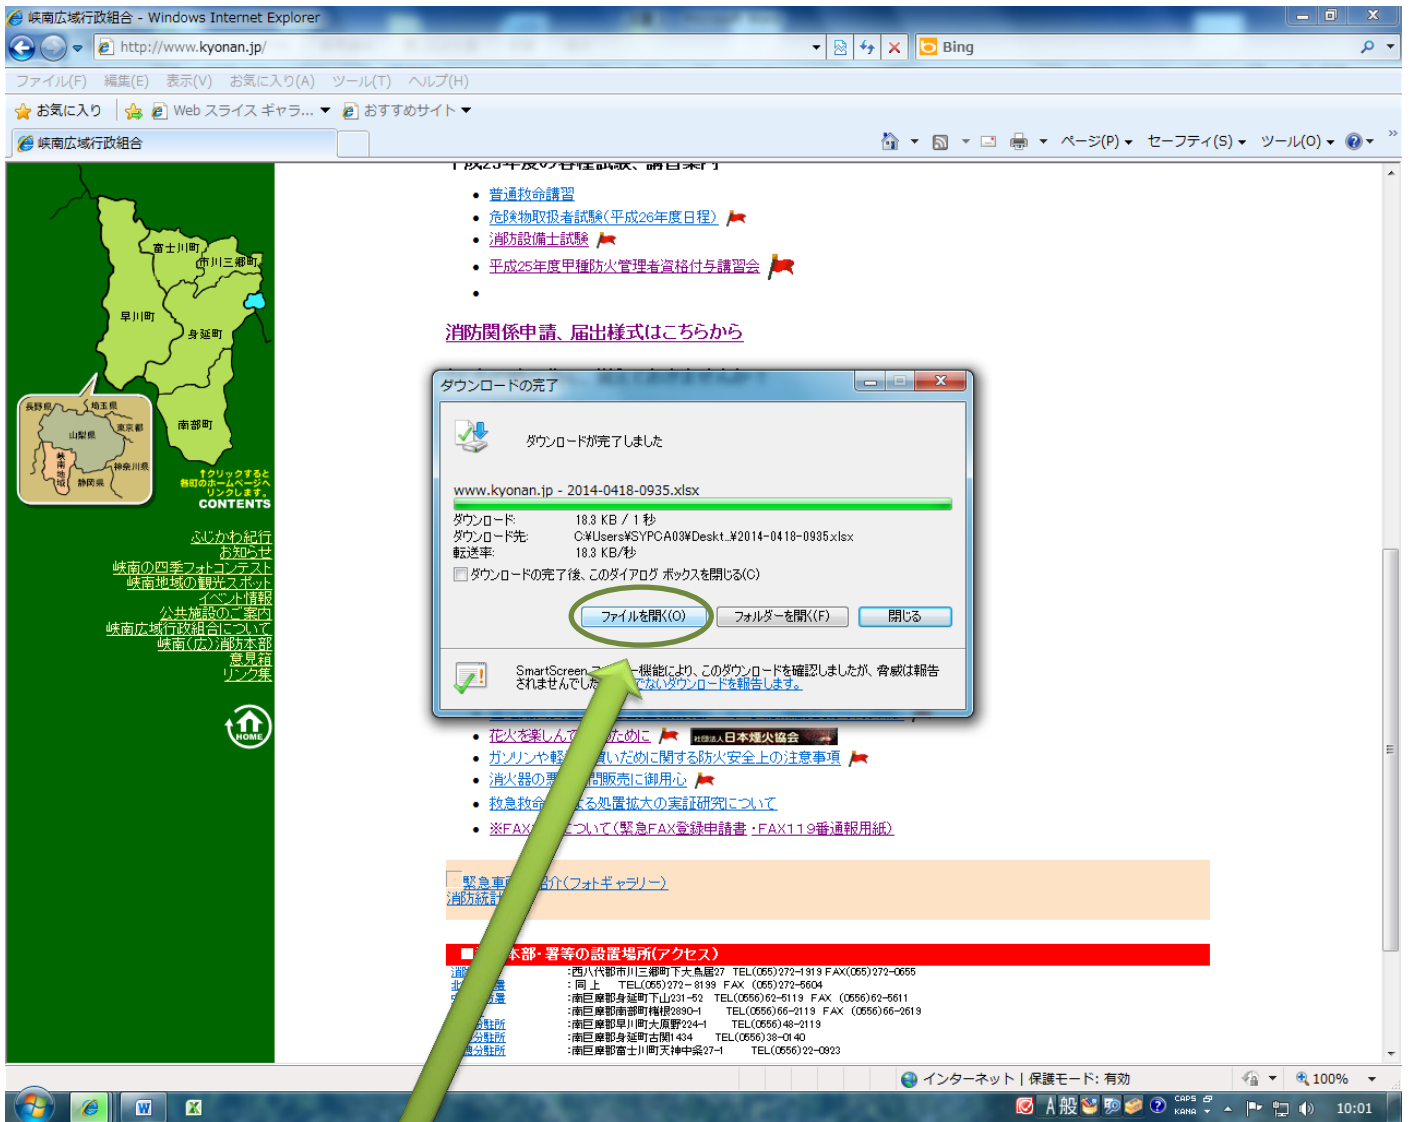 峡南広域行政組合 - Windows Internet Explorer
http://www.kyonan.jp/
Bing
ファイル(F) 編集(E) 表示(V) お気に入り(A) ツール(T) ヘルプ(H)
お気に入り Web スライス ギャラ... おすすめサイト
峡南広域行政組合
ページ(P) セーフティ(S) ツール(O)
普通救命講習
危険物取扱者試験(平成26年度日程)
消防設備士試験
平成25年度甲種防火管理者資格付与講習会
消防関係申請、届出様式はこちらから
富士川町
市川三郷町
早川町
身延町
南部町
長野県
埼玉県
山梨県
東京都
峡南地域
神奈川県
静岡県
↑クリックすると
各町のホームページへ
リンクします。
CONTENTS
ふじかわ紀行
お知らせ
峡南の四季フォトコンテスト
峡南地域の観光スポット
イベント情報
公共施設のご案内
峡南広域行政組合について
峡南(広)消防本部
意見箱
リンク集
HOME
ダウンロードの完了
ダウンロードが完了しました
www.kyonan.jp - 2014-0418-0935.xlsx
ダウンロード: 18.3 KB / 1 秒
ダウンロード先: C:¥Users¥SYPCA03¥Deskt...¥2014-0418-0935.xlsx
転送率: 18.3 KB/秒
ダウンロードの完了後、このダイアログ ボックスを閉じる(C)
ファイルを開く(O) フォルダーを開く(F) 閉じる
SmartScreen 機能により、このダウンロードを確認しましたが、脅威は報告
されませんでした でないダウンロードを報告します。
花火を楽しんで ために 社団法人日本煙火協会
ガソリンや軽 買いだめに関する防火安全上の注意事項
消火器の悪 問販売に御用心
救急救命 よる処置拡大の実証研究について
※FAX について(緊急FAX登録申請書 ・FAX119番通報用紙)
緊急車 紹介(フォトギャラリー)
消防統計
■ 本部・署等の設置場所(アクセス)
:西八代郡市川三郷町下大鳥居27 TEL(055)272-1919 FAX(055)272-0655
:同 上 TEL(055)272-8199 FAX (055)272-5604
:南巨摩郡身延町下山231-52 TEL(0556)62-5119 FAX (0556)62-5611
:南巨摩郡南部町楮根2890-1 TEL(0556)66-2119 FAX (0556)66-2619
分駐所 :南巨摩郡早川町大原野224-1 TEL(0556)48-2119
分駐所 :南巨摩郡身延町古関1434 TEL(0556)38-0140
分駐所 :南巨摩郡富士川町天神中条27-1 TEL(0556)22-0923
インターネット | 保護モード: 有効 100%
A 般 CAPS KANA 10:01